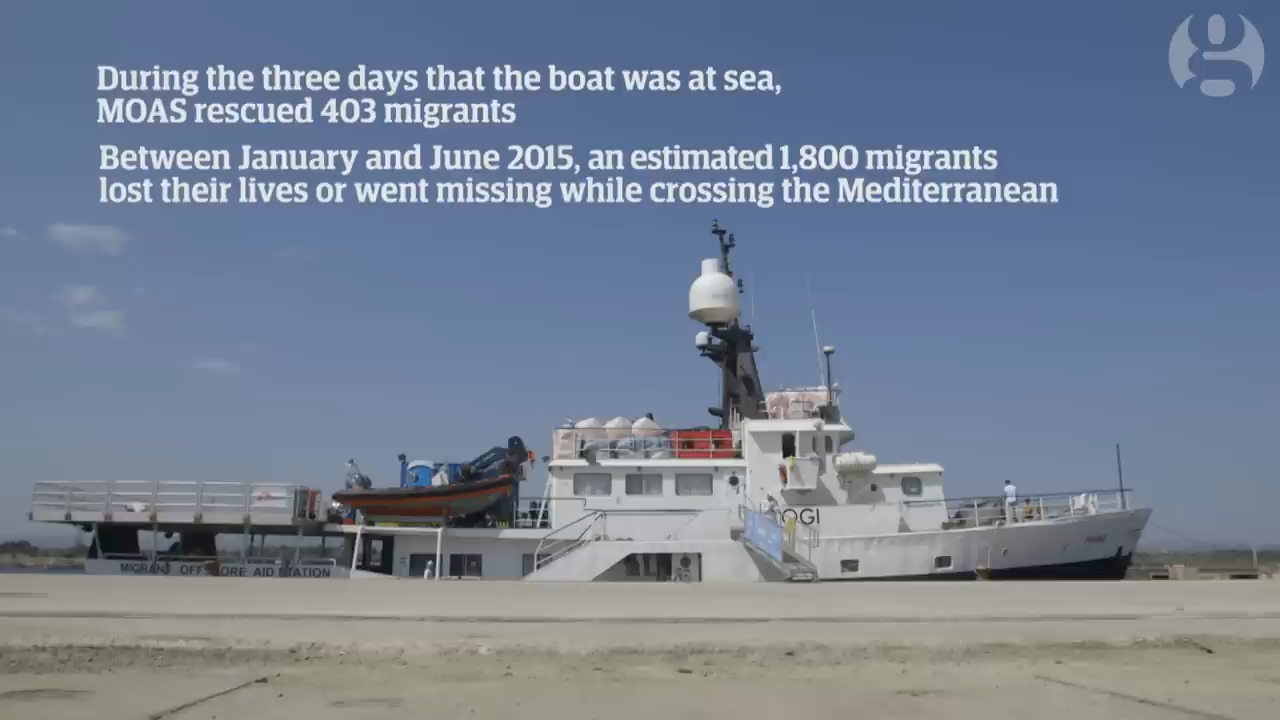 During the three days that the boat was at sea,
MOAS rescued 403 migrants
Between January and June 2015, an estimated 1,800 migrants
lost their lives or went missing while crossing the Mediterranean
g
OGI
MIGRANT OFFSHORE AID STATION